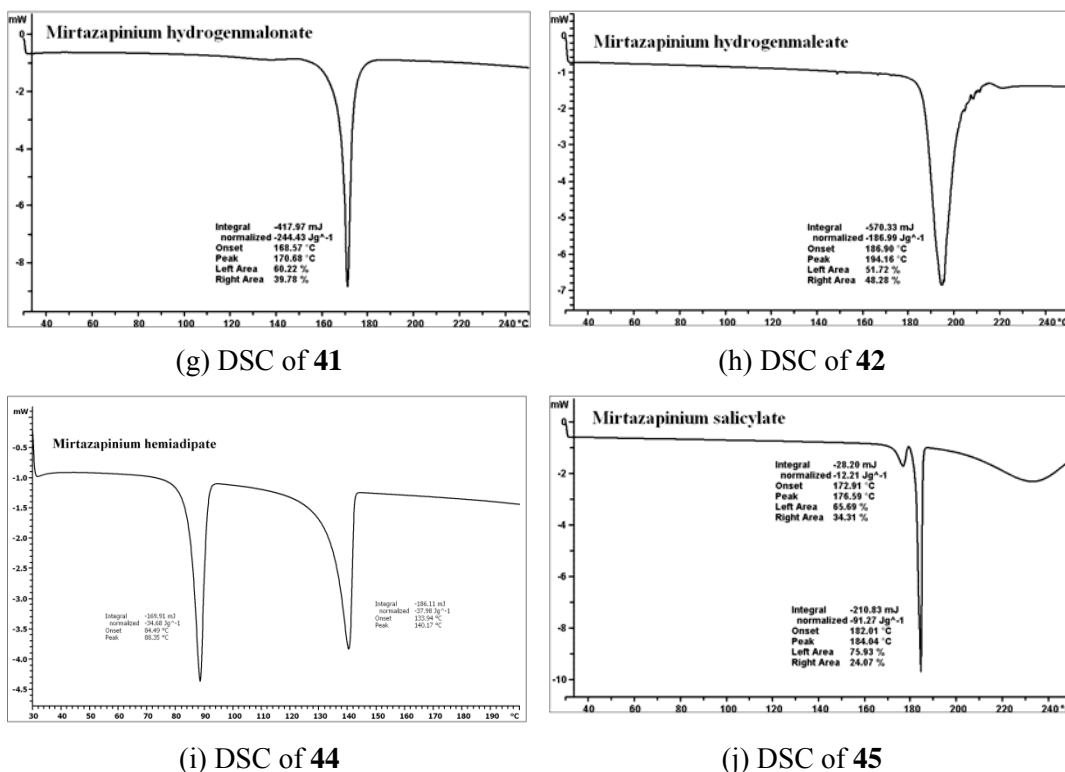 mW
Mirtazapinium hydrogenmalonate
0
-2
-4
-6
-8
Integral -417.97 mJ
normalized -244.43 Jg^-1
Onset 168.57 °C
Peak 170.68 °C
Left Area 60.22 %
Right Area 39.78 %
40 60 80 100 120 140 160 180 200 220 240 °C
(g) DSC of 41
mW
Mirtazapinium hydrogenmaleate
0
-1
-2
-3
-4
-5
-6
-7
Integral -570.33 mJ
normalized -186.99 Jg^-1
Onset 186.90 °C
Peak 194.16 °C
Left Area 51.72 %
Right Area 48.28 %
40 60 80 100 120 140 160 180 200 220 240 °C
(h) DSC of 42
mW
Mirtazapinium hemiadipate
-0.5
-1.0
-1.5
-2.0
-2.5
-3.0
-3.5
-4.0
-4.5
Integral -169.91 mJ
normalized -34.68 Jg^-1
Onset 84.49 °C
Peak 88.35 °C
Integral -186.11 mJ
normalized -37.98 Jg^-1
Onset 133.94 °C
Peak 140.17 °C
30 40 50 60 70 80 90 100 110 120 130 140 150 160 170 180 190 °C
(i) DSC of 44
mW
Mirtazapinium salicylate
0
-2
-4
-6
-8
-10
Integral -28.20 mJ
normalized -12.21 Jg^-1
Onset 172.91 °C
Peak 176.59 °C
Left Area 65.69 %
Right Area 34.31 %
Integral -210.83 mJ
normalized -91.27 Jg^-1
Onset 182.01 °C
Peak 184.04 °C
Left Area 75.93 %
Right Area 24.07 %
40 60 80 100 120 140 160 180 200 220 240 °C
(j) DSC of 45